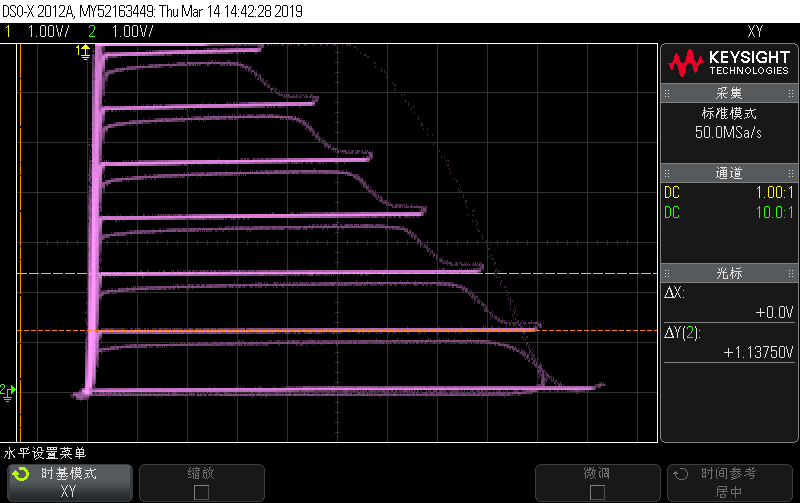 DSO-X 2012A, MY52163449: Thu Mar 14 14:42:28 2019
1 1.00V/ 2 1.00V/ XY
1
KEYSIGHT
TECHNOLOGIES
采集
标准模式
50.0MSa/s
通道
DC 1.00:1
DC 10.0:1
光标
ΔX:
+0.0V
ΔY(2):
+1.13750V
2
水平设置菜单
时基模式
XY
缩放
微调
时间参考
居中